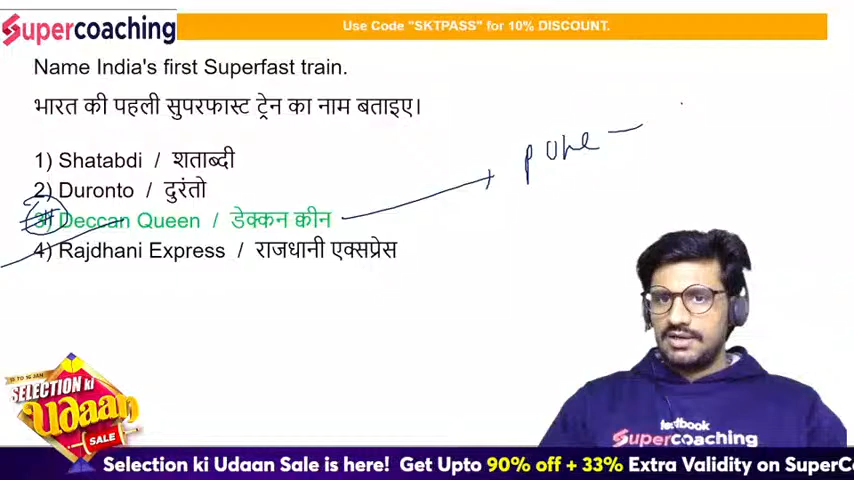 Supercoaching
Use Code "SKTPASS" for 10% DISCOUNT.
Name India's first Superfast train.
भारत की पहली सुपरफास्ट ट्रेन का नाम बताइए।
1) Shatabdi / शताब्दी
2) Duronto / दुरंतो
3) Deccan Queen / डेक्कन क्वीन
4) Rajdhani Express / राजधानी एक्सप्रेस
pune —
SELECTION ki
udaan
SALE
textbook
Supercoaching
Selection ki Udaan Sale is here! Get Upto 90% off + 33% Extra Validity on SuperCo